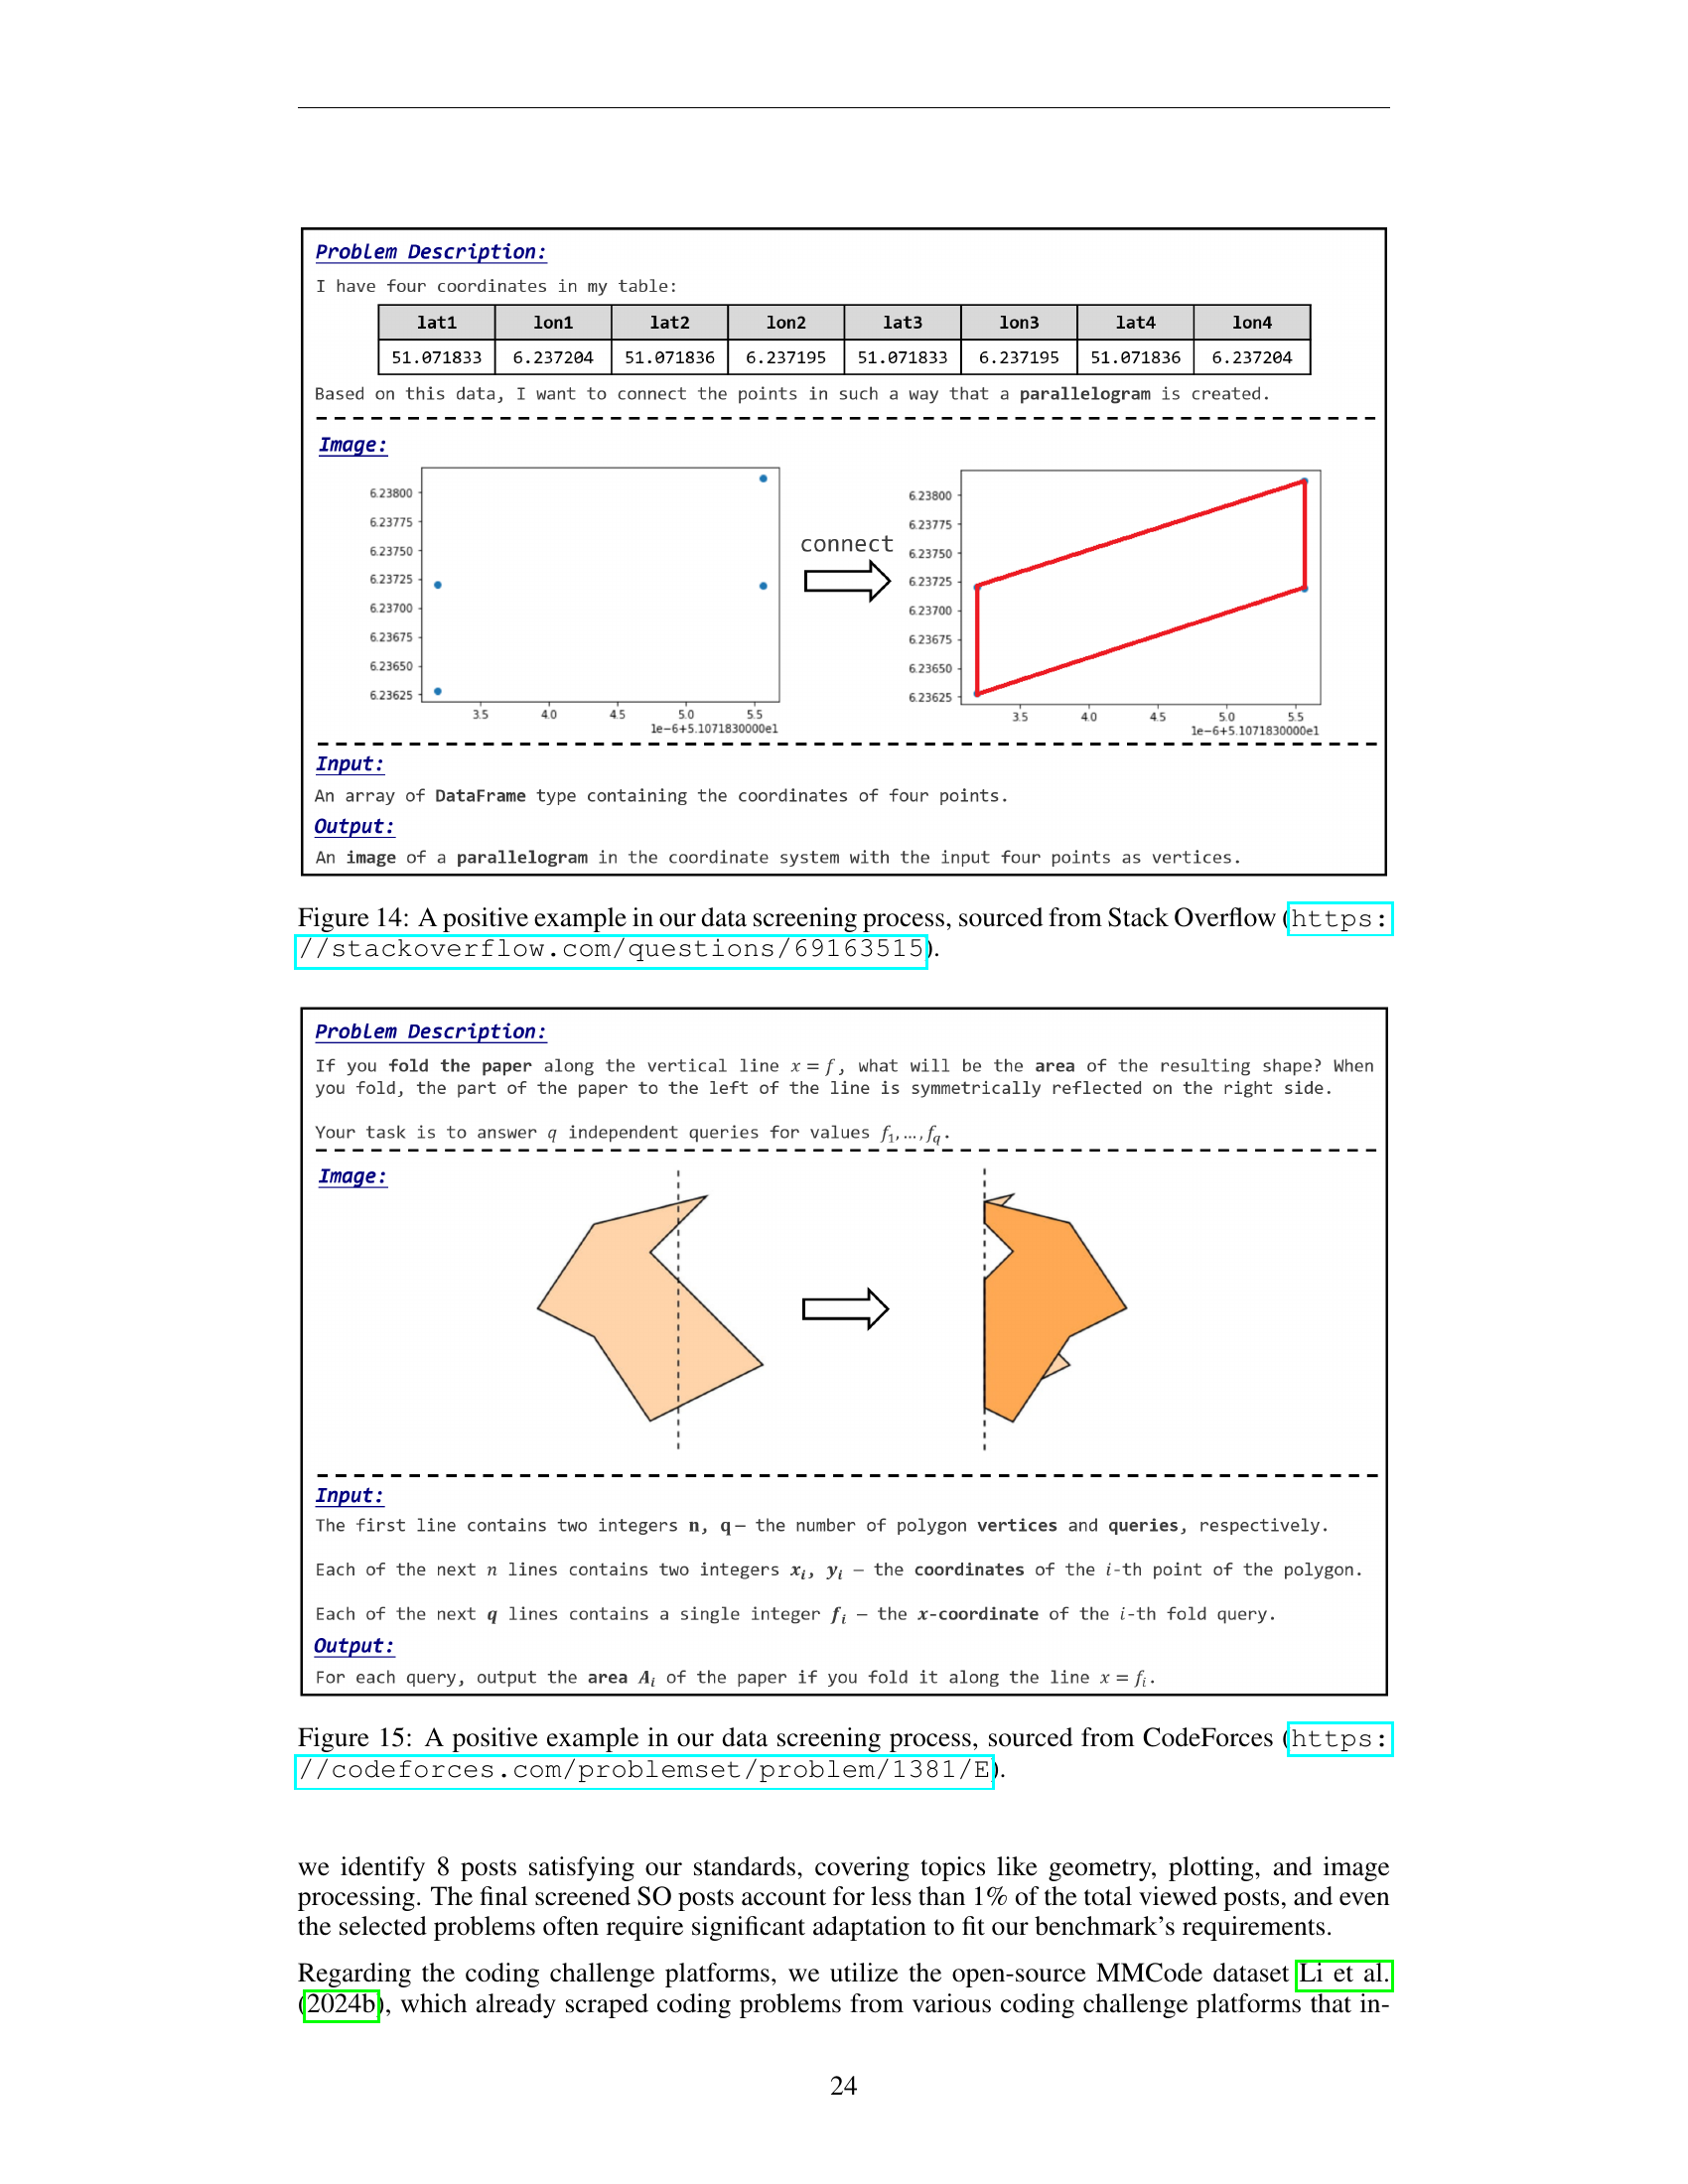 Problem Description:
I have four coordinates in my table:
lat1 lon1 lat2 lon2 lat3 lon3 lat4 lon4
51.071833 6.237204 51.071836 6.237195 51.071833 6.237195 51.071836 6.237204
Based on this data, I want to connect the points in such a way that a parallelogram is created.
Image:
6.23800
6.23775
6.23750
6.23725
6.23700
6.23675
6.23650
6.23625
3.5 4.0 4.5 5.0 5.5
1e−6+5.1071830000e1
connect
6.23800
6.23775
6.23750
6.23725
6.23700
6.23675
6.23650
6.23625
3.5 4.0 4.5 5.0 5.5
1e−6+5.1071830000e1
Input:
An array of DataFrame type containing the coordinates of four points.
Output:
An image of a parallelogram in the coordinate system with the input four points as vertices.
Figure 14: A positive example in our data screening process, sourced from Stack Overflow (https:
//stackoverflow.com/questions/69163515).
Problem Description:
If you fold the paper along the vertical line x = f, what will be the area of the resulting shape? When
you fold, the part of the paper to the left of the line is symmetrically reflected on the right side.
Your task is to answer q independent queries for values f₁,…,f_q.
Image:
Input:
The first line contains two integers n, q – the number of polygon vertices and queries, respectively.
Each of the next n lines contains two integers xᵢ, yᵢ – the coordinates of the i-th point of the polygon.
Each of the next q lines contains a single integer fᵢ – the x-coordinate of the i-th fold query.
Output:
For each query, output the area Aᵢ of the paper if you fold it along the line x = fᵢ.
Figure 15: A positive example in our data screening process, sourced from CodeForces (https:
//codeforces.com/problemset/problem/1381/E).
we identify 8 posts satisfying our standards, covering topics like geometry, plotting, and image
processing. The final screened SO posts account for less than 1% of the total viewed posts, and even
the selected problems often require significant adaptation to fit our benchmark's requirements.
Regarding the coding challenge platforms, we utilize the open-source MMCode dataset Li et al.
(2024b), which already scraped coding problems from various coding challenge platforms that in-
24